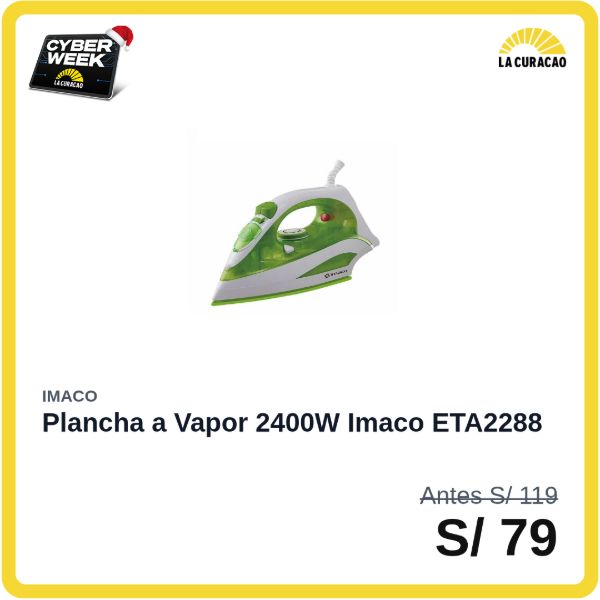 CYBER
WEEK
LA CURACAO
LA CURACAO
IMACO
Plancha a Vapor 2400W Imaco ETA2288
Antes S/ 119
S/ 79